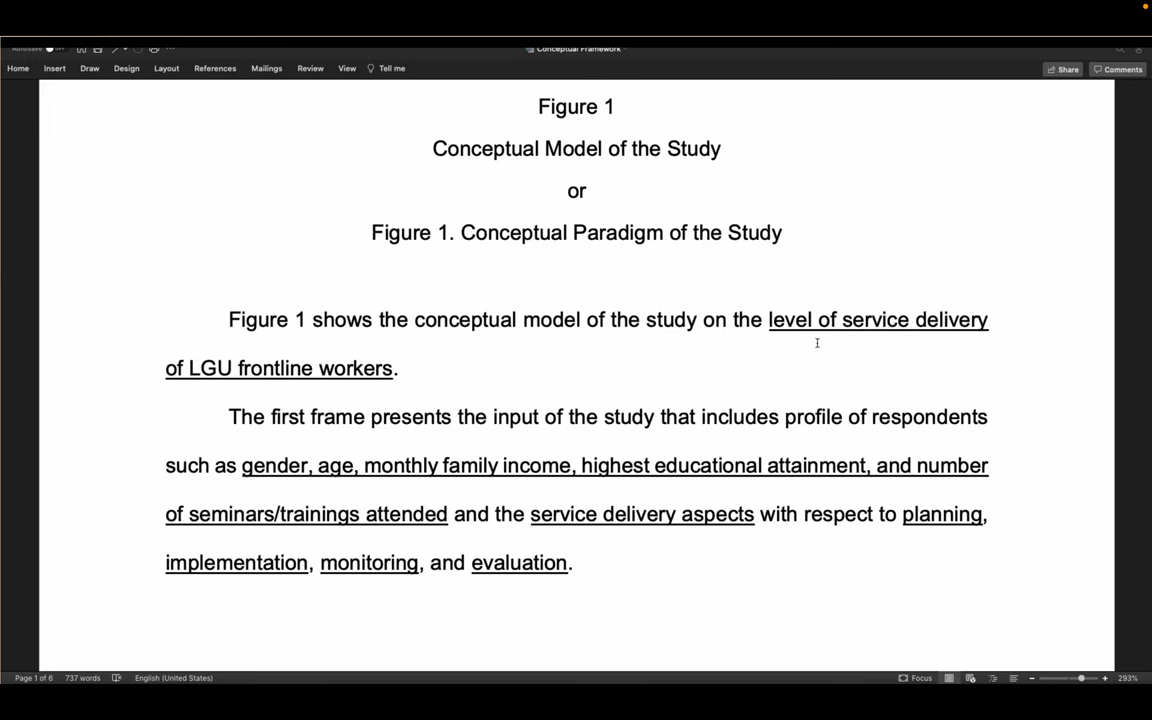 Conceptual Framework
Home Insert Draw Design Layout References Mailings Review View Tell me Share Comments
Figure 1
Conceptual Model of the Study
or
Figure 1. Conceptual Paradigm of the Study
Figure 1 shows the conceptual model of the study on the level of service delivery
of LGU frontline workers.
The first frame presents the input of the study that includes profile of respondents
such as gender, age, monthly family income, highest educational attainment, and number
of seminars/trainings attended and the service delivery aspects with respect to planning,
implementation, monitoring, and evaluation.
Page 1 of 6 737 words English (United States) Focus 293%